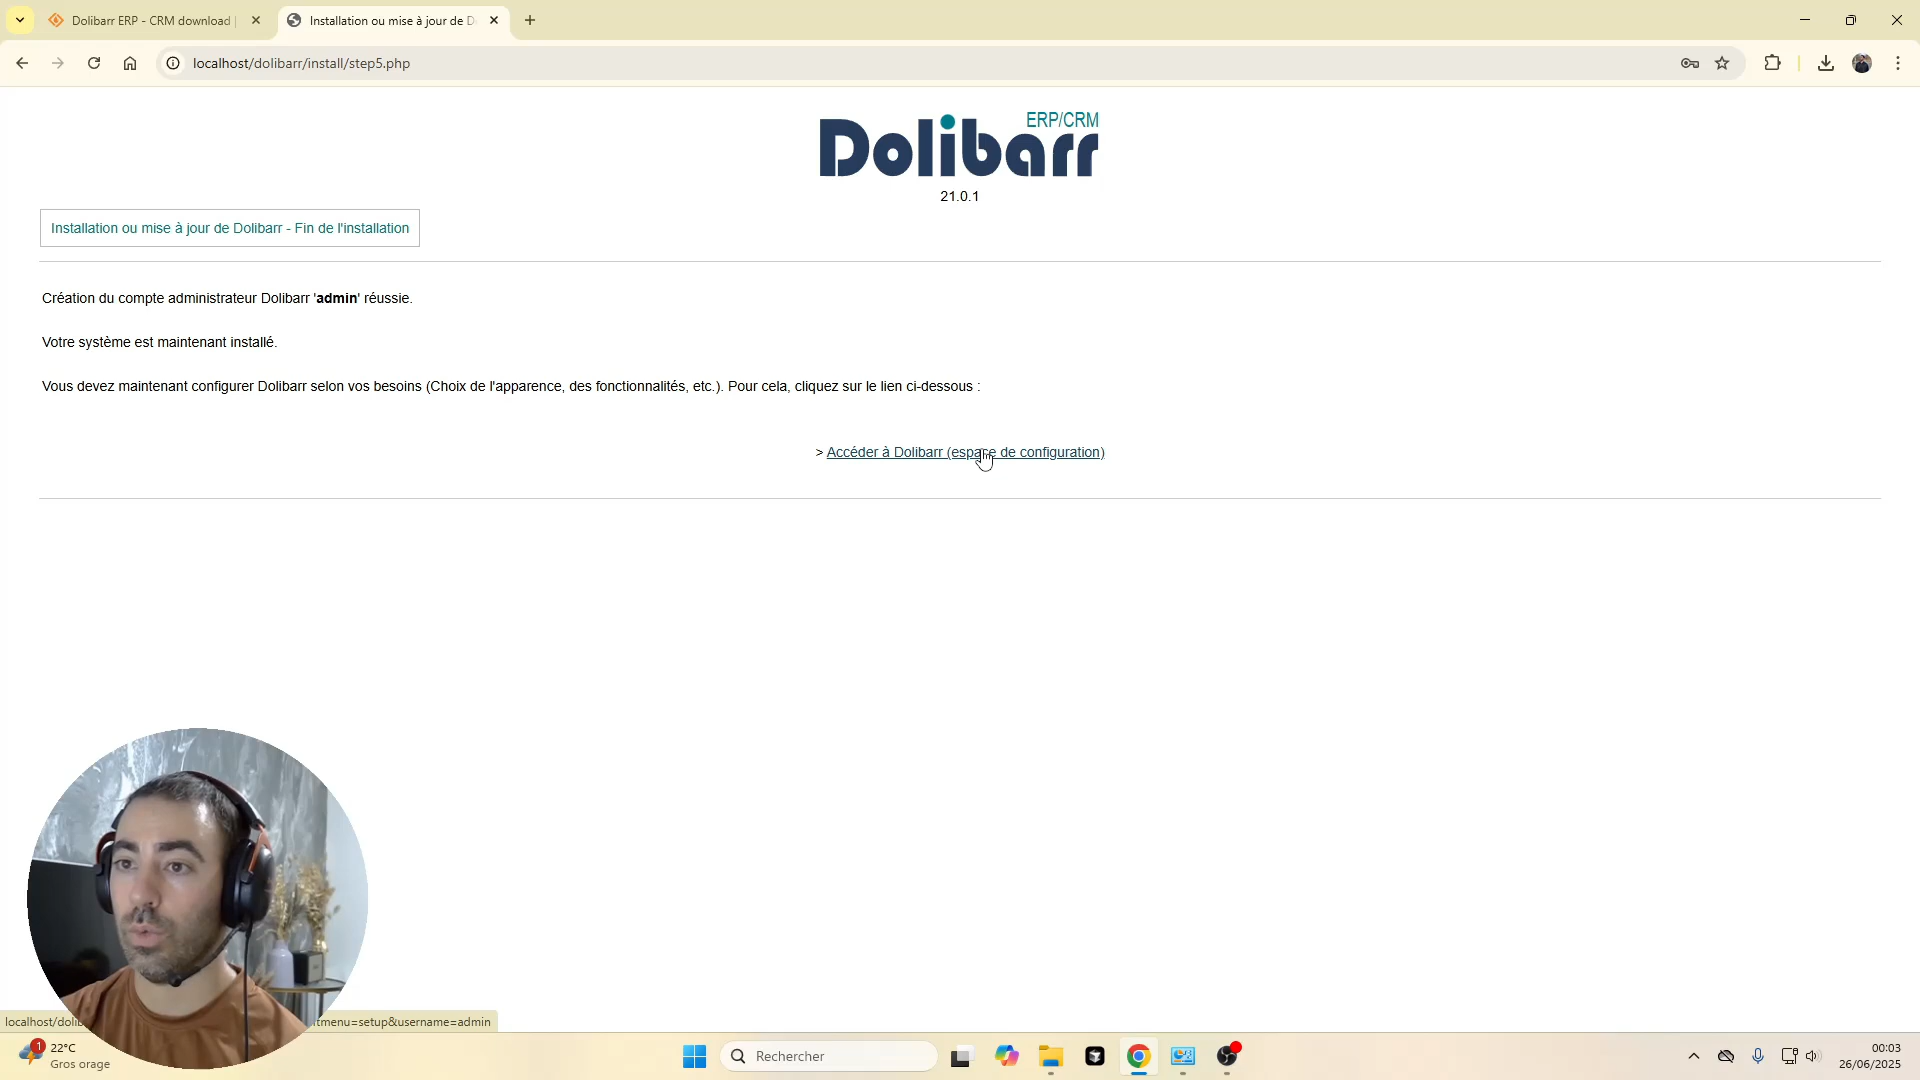 Dolibarr ERP - CRM download
Installation ou mise à jour de D
localhost/dolibarr/install/step5.php
Dolibarr
ERP/CRM
21.0.1
Installation ou mise à jour de Dolibarr - Fin de l'installation
Création du compte administrateur Dolibarr 'admin' réussie.
Votre système est maintenant installé.
Vous devez maintenant configurer Dolibarr selon vos besoins (Choix de l'apparence, des fonctionnalités, etc.). Pour cela, cliquez sur le lien ci-dessous :
> Accéder à Dolibarr (espace de configuration)
localhost/dolib
tmenu=setup&username=admin
1
22°C
Gros orage
Rechercher
00:03
26/06/2025